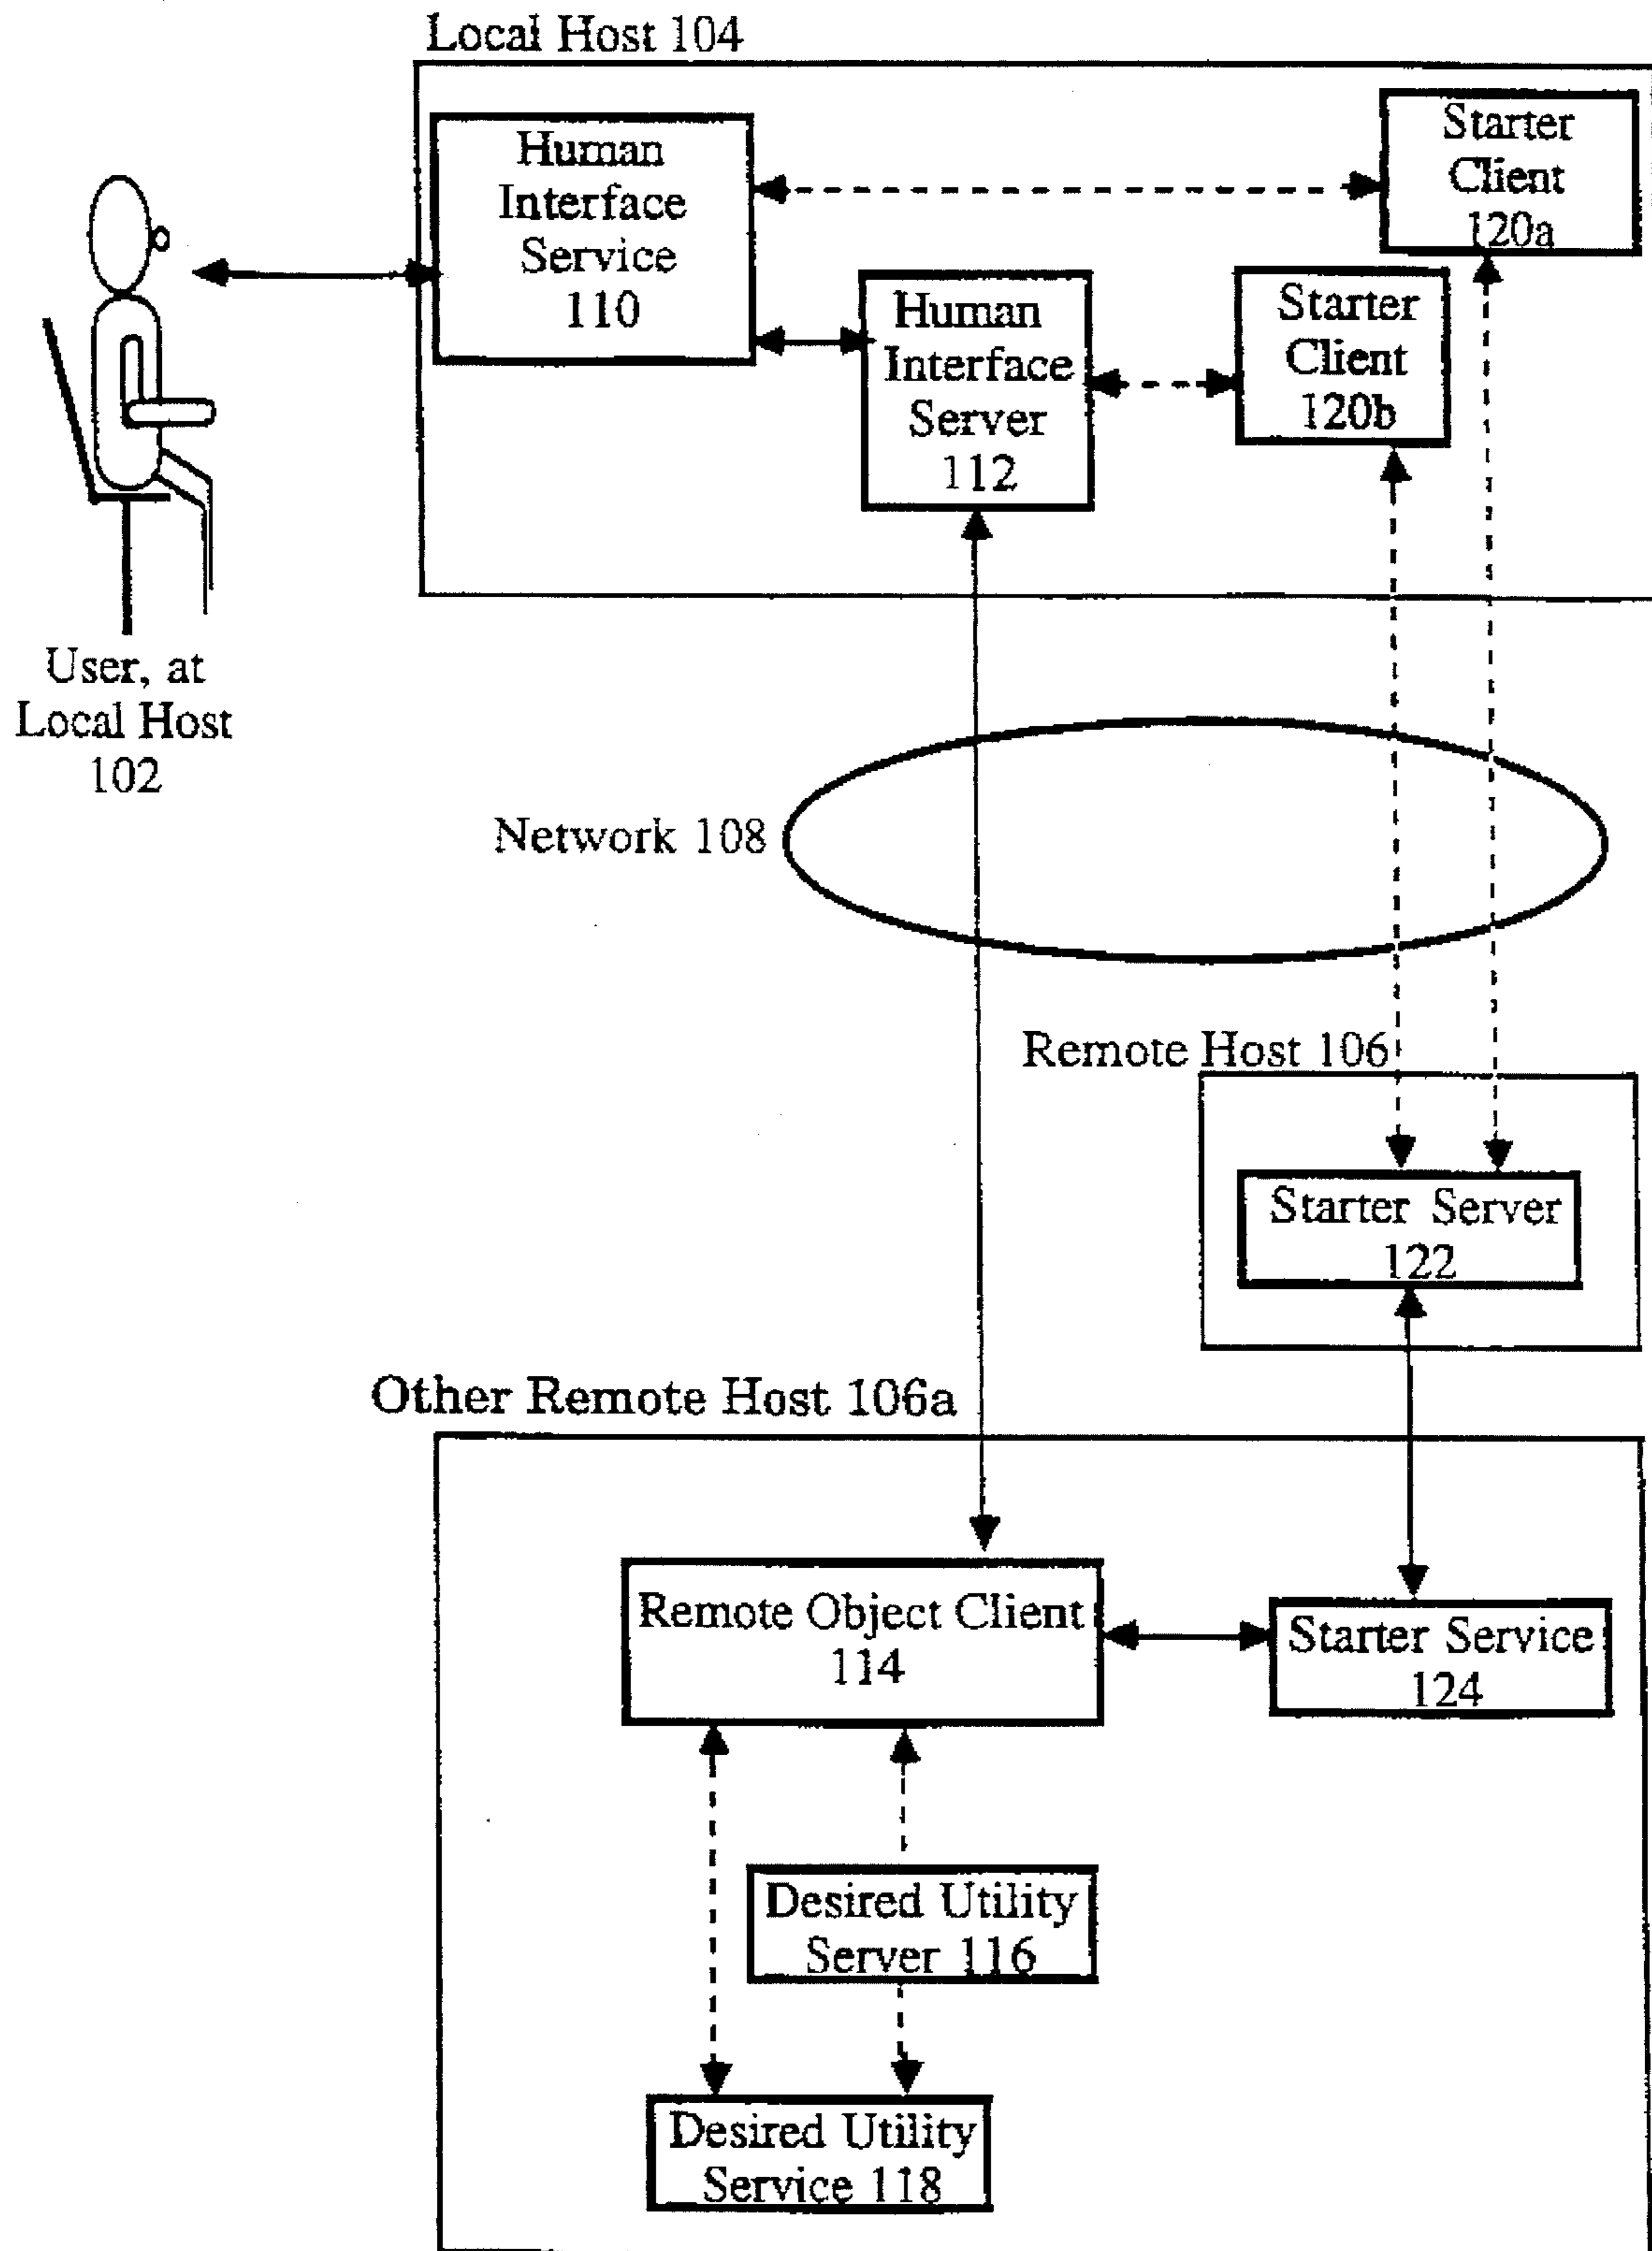 Local Host 104
Human
Interface
Service
110
Starter
Client
120a
Human
Interface
Server
112
Starter
Client
120b
User, at
Local Host
102
Network 108
Remote Host 106
Starter Server
122
Other Remote Host 106a
Remote Object Client
114
Starter Service
124
Desired Utility
Server 116
Desired Utility
Service 118